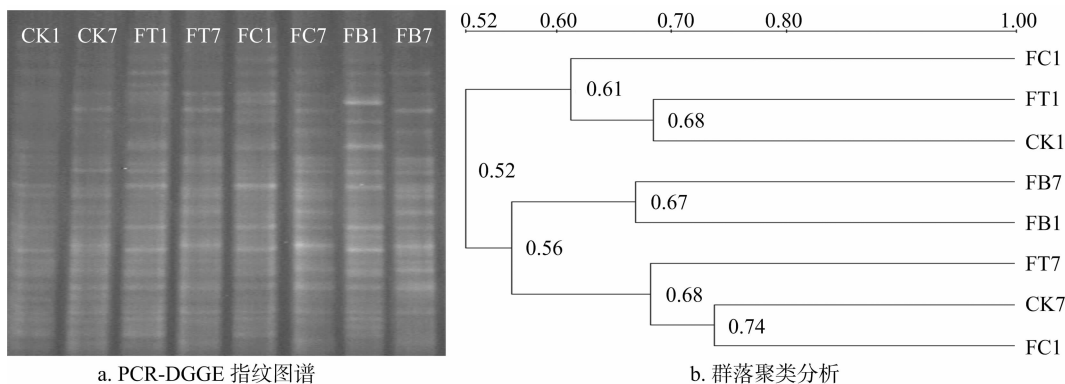 CK1 CK7 FT1 FT7 FC1 FC7 FB1 FB7
a. PCR-DGGE 指纹图谱
0.52 0.60 0.70 0.80 1.00
FC1
0.61
FT1
0.68
CK1
0.52
FB7
0.67
FB1
0.56
FT7
0.68
CK7
0.74
FC1
b. 群落聚类分析